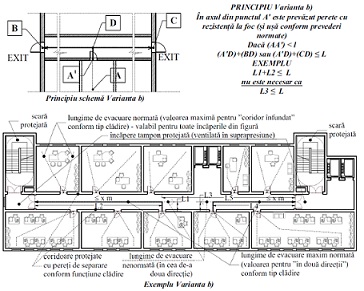 B
D
C
EXIT
EXIT
A'
A
Principiu schemă Varianta b)
PRINCIPIU Varianta b)
În axul din punctul A' este prevăzut perete cu
rezistență la foc (și ușă conform prevederi
normate)
Dacă (AA') < l
(A'D)+(BD) sau (A'D)+(CD) ≤ L
EXEMPLU
L1+L2 ≤ L
nu este necesar ca
L3 ≤ L
scară
protejată
lungime de evacuare normată (valoarea maximă pentru "coridor înfundat"
conform tip clădire) - valabil pentru toate încăperile din figură
încăpere tampon protejată (ventilată în suprapresiune)
scară
protejată
≤ x m
L1
L3
L2
≤ x m
coridoare protejate
cu pereți de separare
conform funcțiune clădire
lungime de evacuare
nenormată (în cea de-a
doua direcție)
lungime de evacuare maxim normată
(valoarea pentru "în două direcții")
conform tip clădire
Exemplu Varianta b)